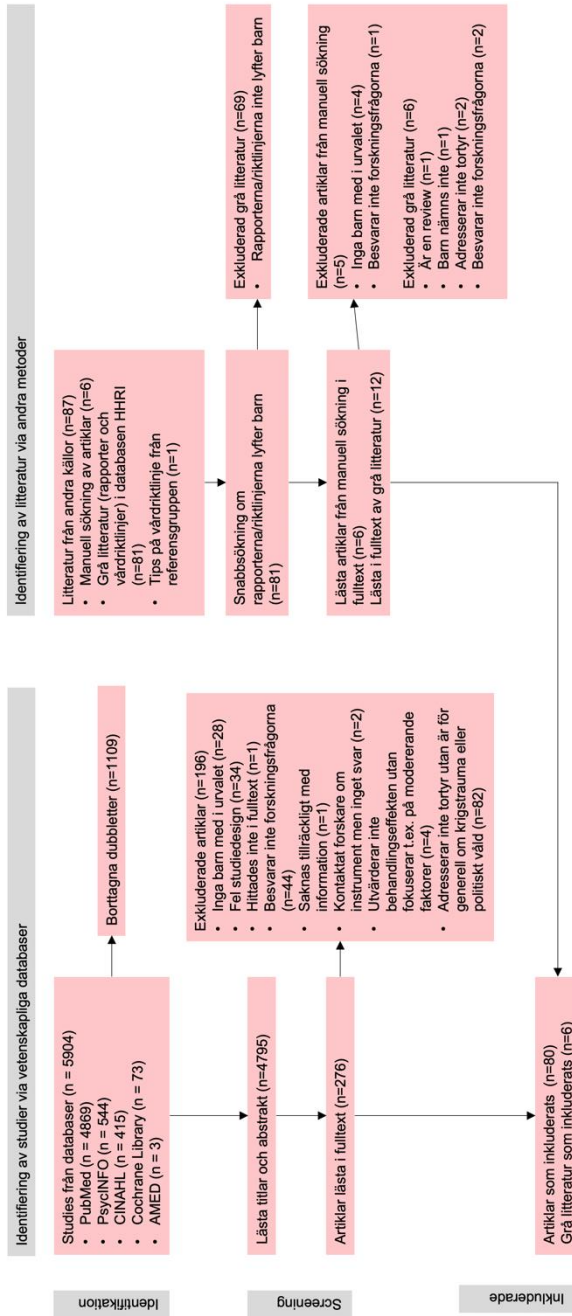 Identifiering av studier via vetenskapliga databaser
Identifiering av litteratur via andra metoder
Identifikation
Studies från databaser (n = 5904)
• PubMed (n = 4869)
• PsycINFO (n = 544)
• CINAHL (n = 415)
• Cochrane Library (n = 73)
• AMED (n = 3)
Borttagna dubbletter (n=1109)
Litteratur från andra källor (n=87)
• Manuell sökning av artiklar (n=6)
• Grå litteratur (rapporter och
vårdriktlinjer) i databasen HHRI
(n=81)
• Tips på vårdriktlinje från
referensgruppen (n=1)
Screening
Lästa titlar och abstrakt (n=4795)
Artiklar lästa i fulltext (n=276)
Exkluderade artiklar (n=196)
• Inga barn med i urvalet (n=28)
• Fel studiedesign (n=34)
• Hittades inte i fulltext (n=1)
• Besvarar inte forskningsfrågorna
(n=44)
• Saknas tillräckligt med
information (n=1)
• Kontaktat forskare om
instrument men inget svar (n=2)
• Utvärderar inte
behandlingseffekten utan
fokuserar t.ex. på modererande
faktorer (n=4)
• Adresserar inte tortyr utan är för
generell om krigstrauma eller
politiskt våld (n=82)
Snabbsökning om
rapporterna/riktlinjerna lyfter barn
(n=81)
Exkluderad grå litteratur (n=69)
• Rapporterna/riktlinjerna inte lyfter barn
Lästa artiklar från manuell sökning i
fulltext (n=6)
Lästa i fulltext av grå litteratur (n=12)
Exkluderade artiklar från manuell sökning
(n=5)
• Inga barn med i urvalet (n=4)
• Besvarar inte forskningsfrågorna (n=1)
Exkluderad grå litteratur (n=6)
• Är en review (n=1)
• Barn nämns inte (n=1)
• Adresserar inte tortyr (n=2)
• Besvarar inte forskningsfrågorna (n=2)
Inkluderade
Artiklar som inkluderats (n=80)
Grå litteratur som inkluderats (n=6)